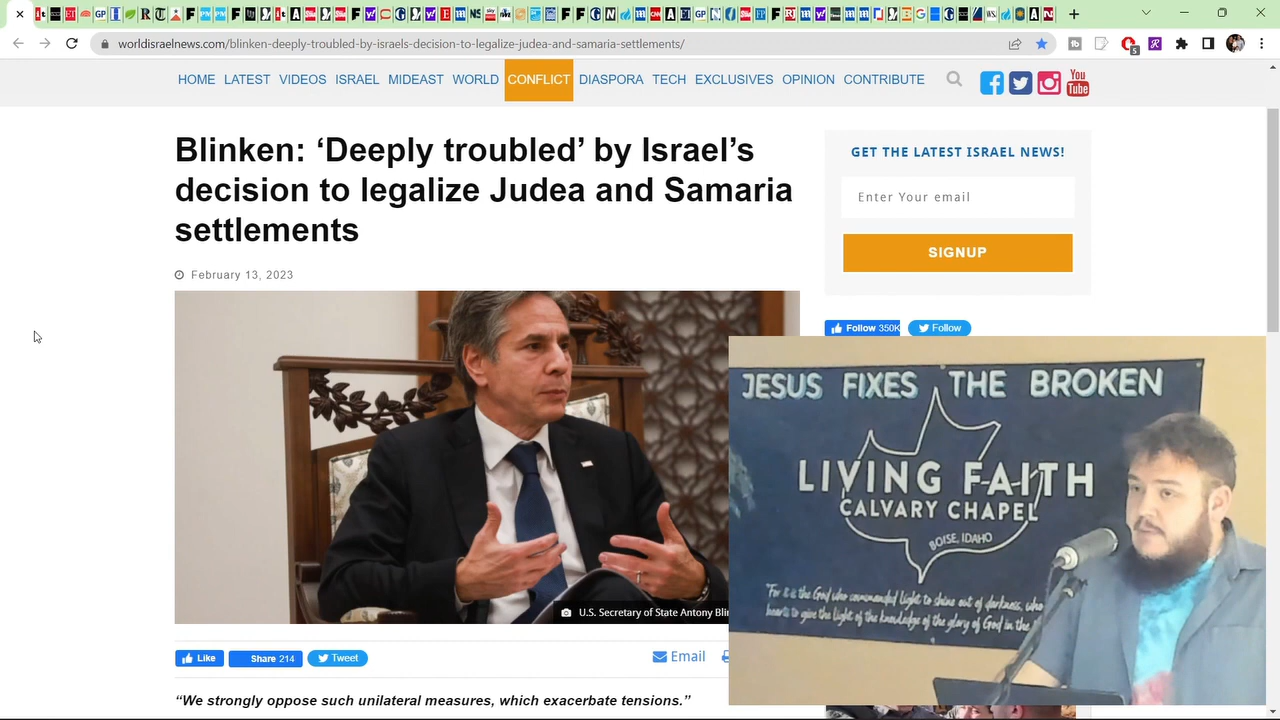 worldisraelnews.com/blinken-deeply-troubled-by-israels-decision-to-legalize-judea-and-samaria-settlements/
5
HOME LATEST VIDEOS ISRAEL MIDEAST WORLD CONFLICT DIASPORA TECH EXCLUSIVES OPINION CONTRIBUTE
You
Tube
Blinken: ‘Deeply troubled’ by Israel’s
decision to legalize Judea and Samaria
settlements
February 13, 2023
GET THE LATEST ISRAEL NEWS!
Enter Your email
SIGNUP
Follow 350K
Follow
U.S. Secretary of State Antony
Like
Share 214
Tweet
Email
“We strongly oppose such unilateral measures, which exacerbate tensions.”
JESUS FIXES THE BROKEN
LIVING FAITH
CALVARY CHAPEL
BOISE, IDAHO
"For it is the God who commanded light to shine out of darkness, who
hearts to give the light of the knowledge of the glory of God in the